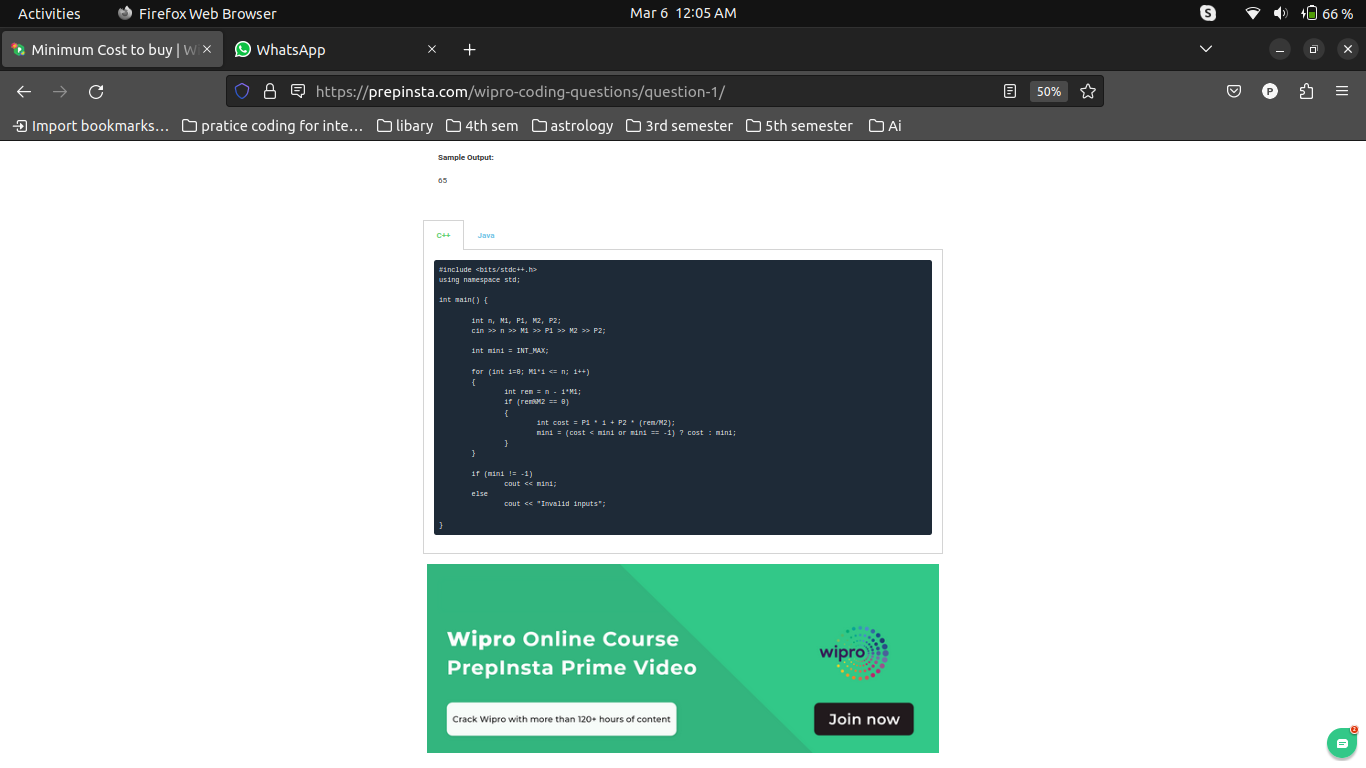 Activities
Firefox Web Browser
Mar 6 12:05 AM
S
66 %
Minimum Cost to buy | W
WhatsApp
https://prepinsta.com/wipro-coding-questions/question-1/
50%
P
Import bookmarks...
pratice coding for inte...
libary
4th sem
astrology
3rd semester
5th semester
Ai
Sample Output:
65
C++
Java
#include <bits/stdc++.h>
using namespace std;
int main() {
int n, M1, P1, M2, P2;
cin >> n >> M1 >> P1 >> M2 >> P2;
int mini = INT_MAX;
for (int i=0; M1*i <= n; i++)
{
int rem = n - i*M1;
if (rem%M2 == 0)
{
int cost = P1 * i + P2 * (rem/M2);
mini = (cost < mini or mini == -1) ? cost : mini;
}
}
if (mini != -1)
cout << mini;
else
cout << "Invalid inputs";
}
Wipro Online Course
PrepInsta Prime Video
wipro
Crack Wipro with more than 120+ hours of content
Join now
2